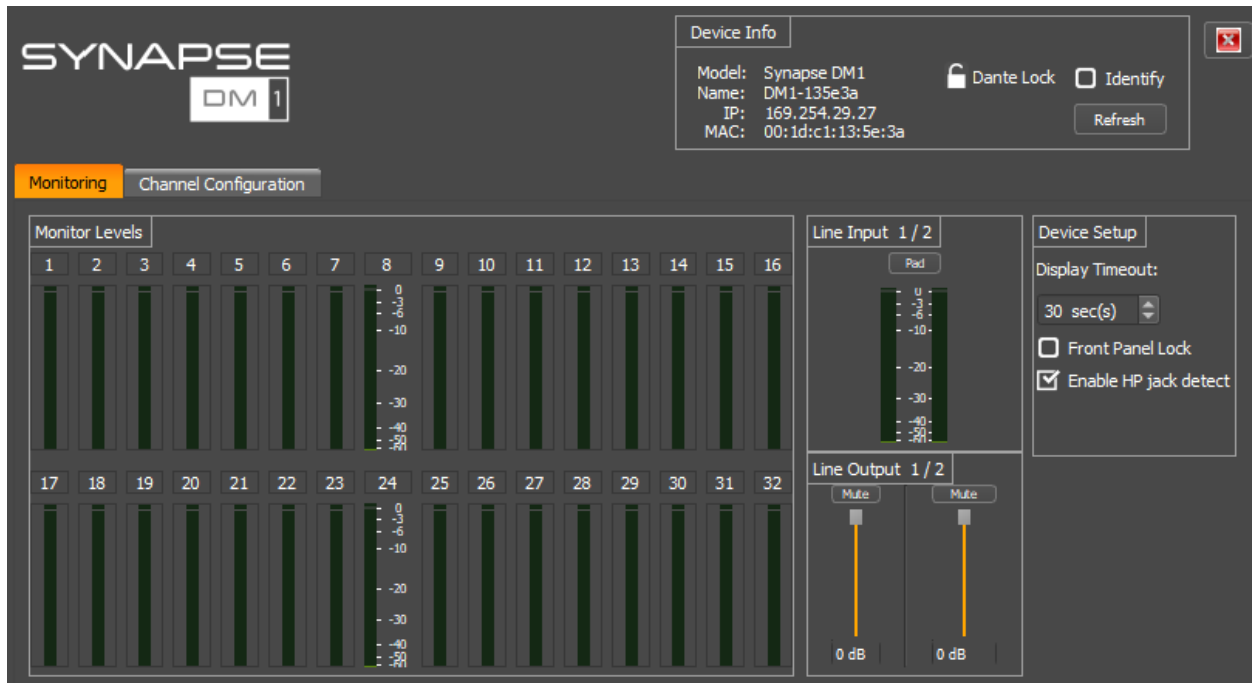 SYNAPSE
DM 1
Device Info
Model: Synapse DM1
Name: DM1-135e3a
IP: 169.254.29.27
MAC: 00:1d:c1:13:5e:3a
Dante Lock
Identify
Refresh
Monitoring
Channel Configuration
Monitor Levels
1 2 3 4 5 6 7 8 9 10 11 12 13 14 15 16
0
-3
-6
-10
-20
-30
-40
-50
17 18 19 20 21 22 23 24 25 26 27 28 29 30 31 32
0
-3
-6
-10
-20
-30
-40
-50
Line Input 1 / 2
Pad
0
-3
-6
-10
-20
-30
-40
-50
Line Output 1 / 2
Mute Mute
0 dB 0 dB
Device Setup
Display Timeout:
30 sec(s)
Front Panel Lock
Enable HP jack detect